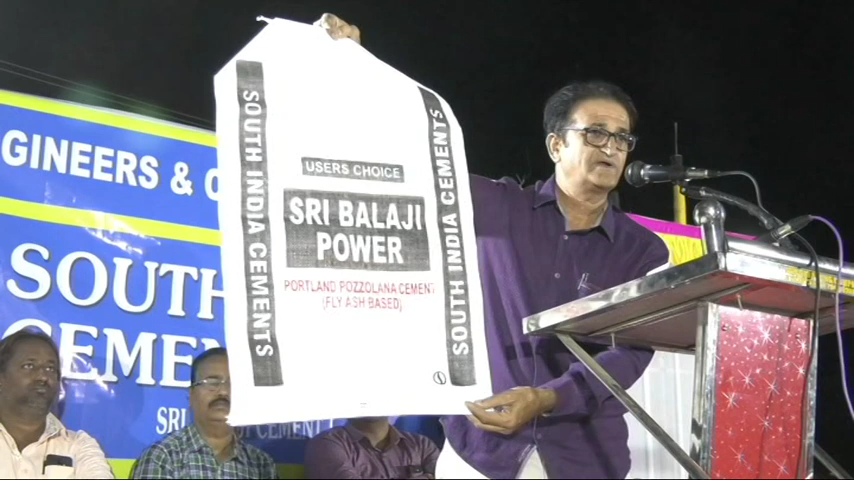 GINEERS & C
SOUTH
CEMEN
SRI
CEMENT
SOUTH INDIA CEMENTS
USERS CHOICE
SRI BALAJI
POWER
PORTLAND POZZOLANA CEMENT
(FLY ASH BASED)
SOUTH INDIA CEMENTS